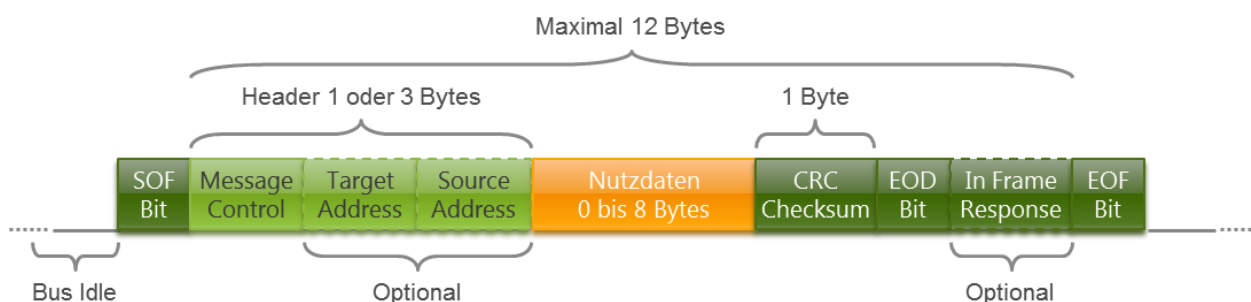 Maximal 12 Bytes
Header 1 oder 3 Bytes
1 Byte
SOF
Bit
Message
Control
Target
Address
Source
Address
Nutzdaten
0 bis 8 Bytes
CRC
Checksum
EOD
Bit
In Frame
Response
EOF
Bit
Bus Idle
Optional
Optional